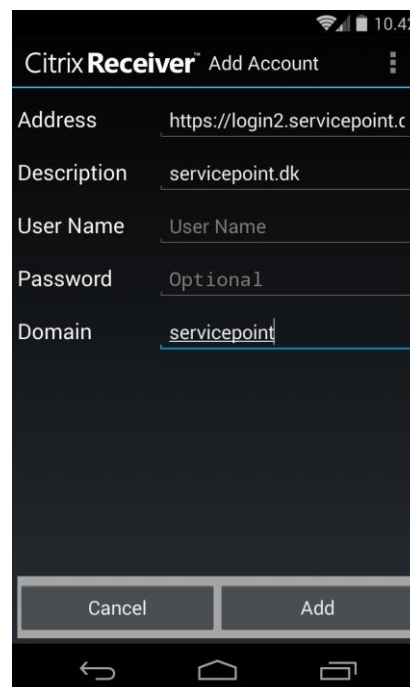 10.42
Citrix Receiver™ Add Account
Address https://login2.servicepoint.c
Description servicepoint.dk
User Name User Name
Password Optional
Domain servicepoint
Cancel Add